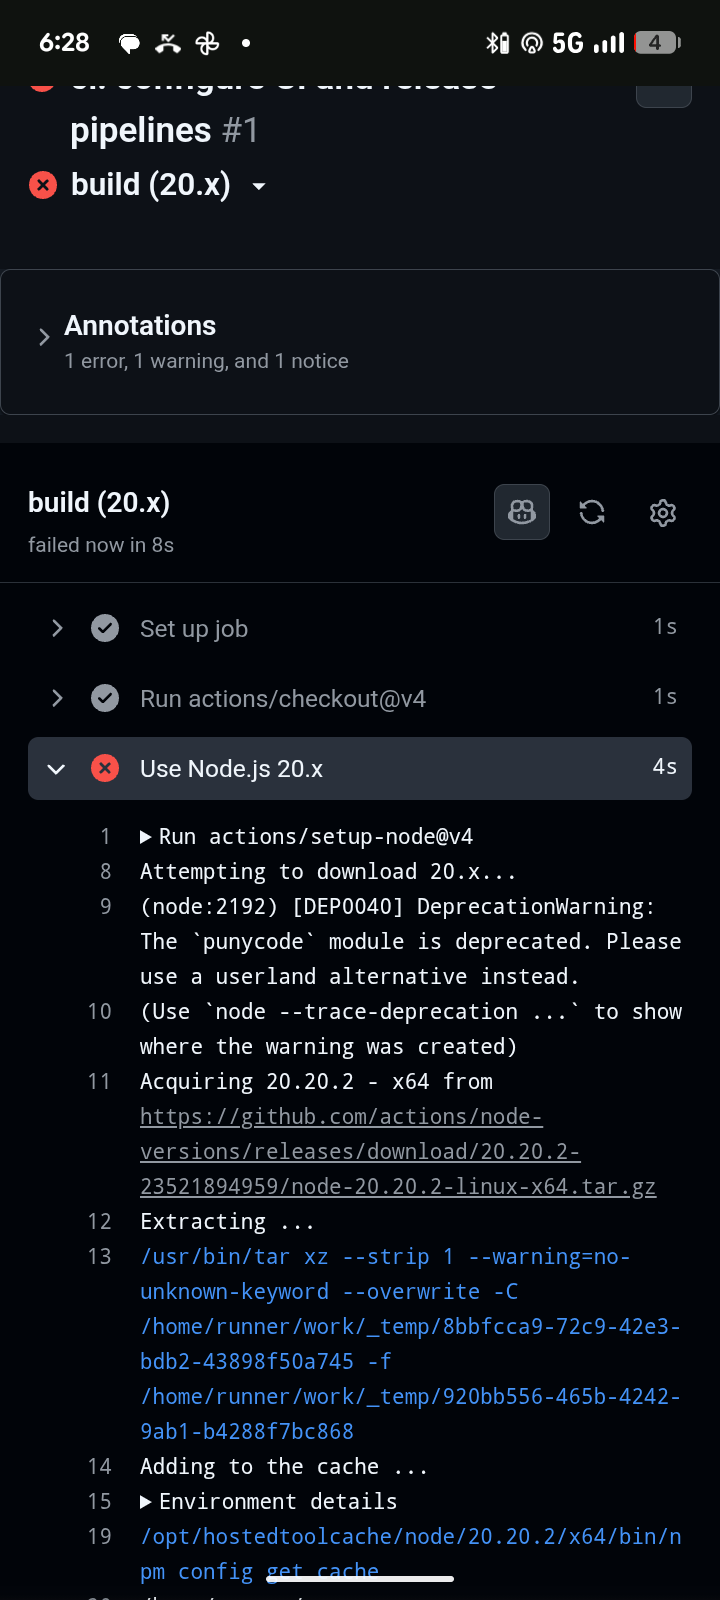 6:28
5G
4
ci: configure CI and release
pipelines #1
build (20.x)
Annotations
1 error, 1 warning, and 1 notice
build (20.x)
failed now in 8s
Set up job 1s
Run actions/checkout@v4 1s
Use Node.js 20.x 4s
1 Run actions/setup-node@v4
8 Attempting to download 20.x...
9 (node:2192) [DEP0040] DeprecationWarning:
The `punycode` module is deprecated. Please
use a userland alternative instead.
10 (Use `node --trace-deprecation ...` to show
where the warning was created)
11 Acquiring 20.20.2 - x64 from
https://github.com/actions/node-
versions/releases/download/20.20.2-
23521894959/node-20.20.2-linux-x64.tar.gz
12 Extracting ...
13 /usr/bin/tar xz --strip 1 --warning=no-
unknown-keyword --overwrite -C
/home/runner/work/_temp/8bbfcca9-72c9-42e3-
bdb2-43898f50a745 -f
/home/runner/work/_temp/920bb556-465b-4242-
9ab1-b4288f7bc868
14 Adding to the cache ...
15 Environment details
19 /opt/hostedtoolcache/node/20.20.2/x64/bin/n
pm config get cache